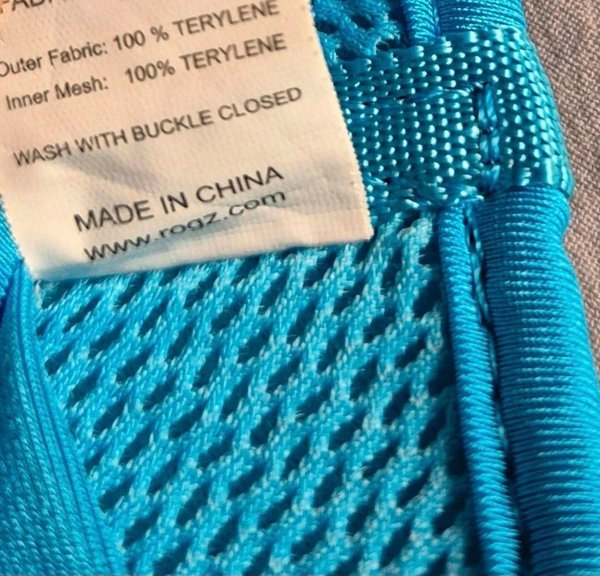 Outer Fabric: 100 % TERYLENE
Inner Mesh: 100% TERYLENE
WASH WITH BUCKLE CLOSED
MADE IN CHINA
www.rogz.com